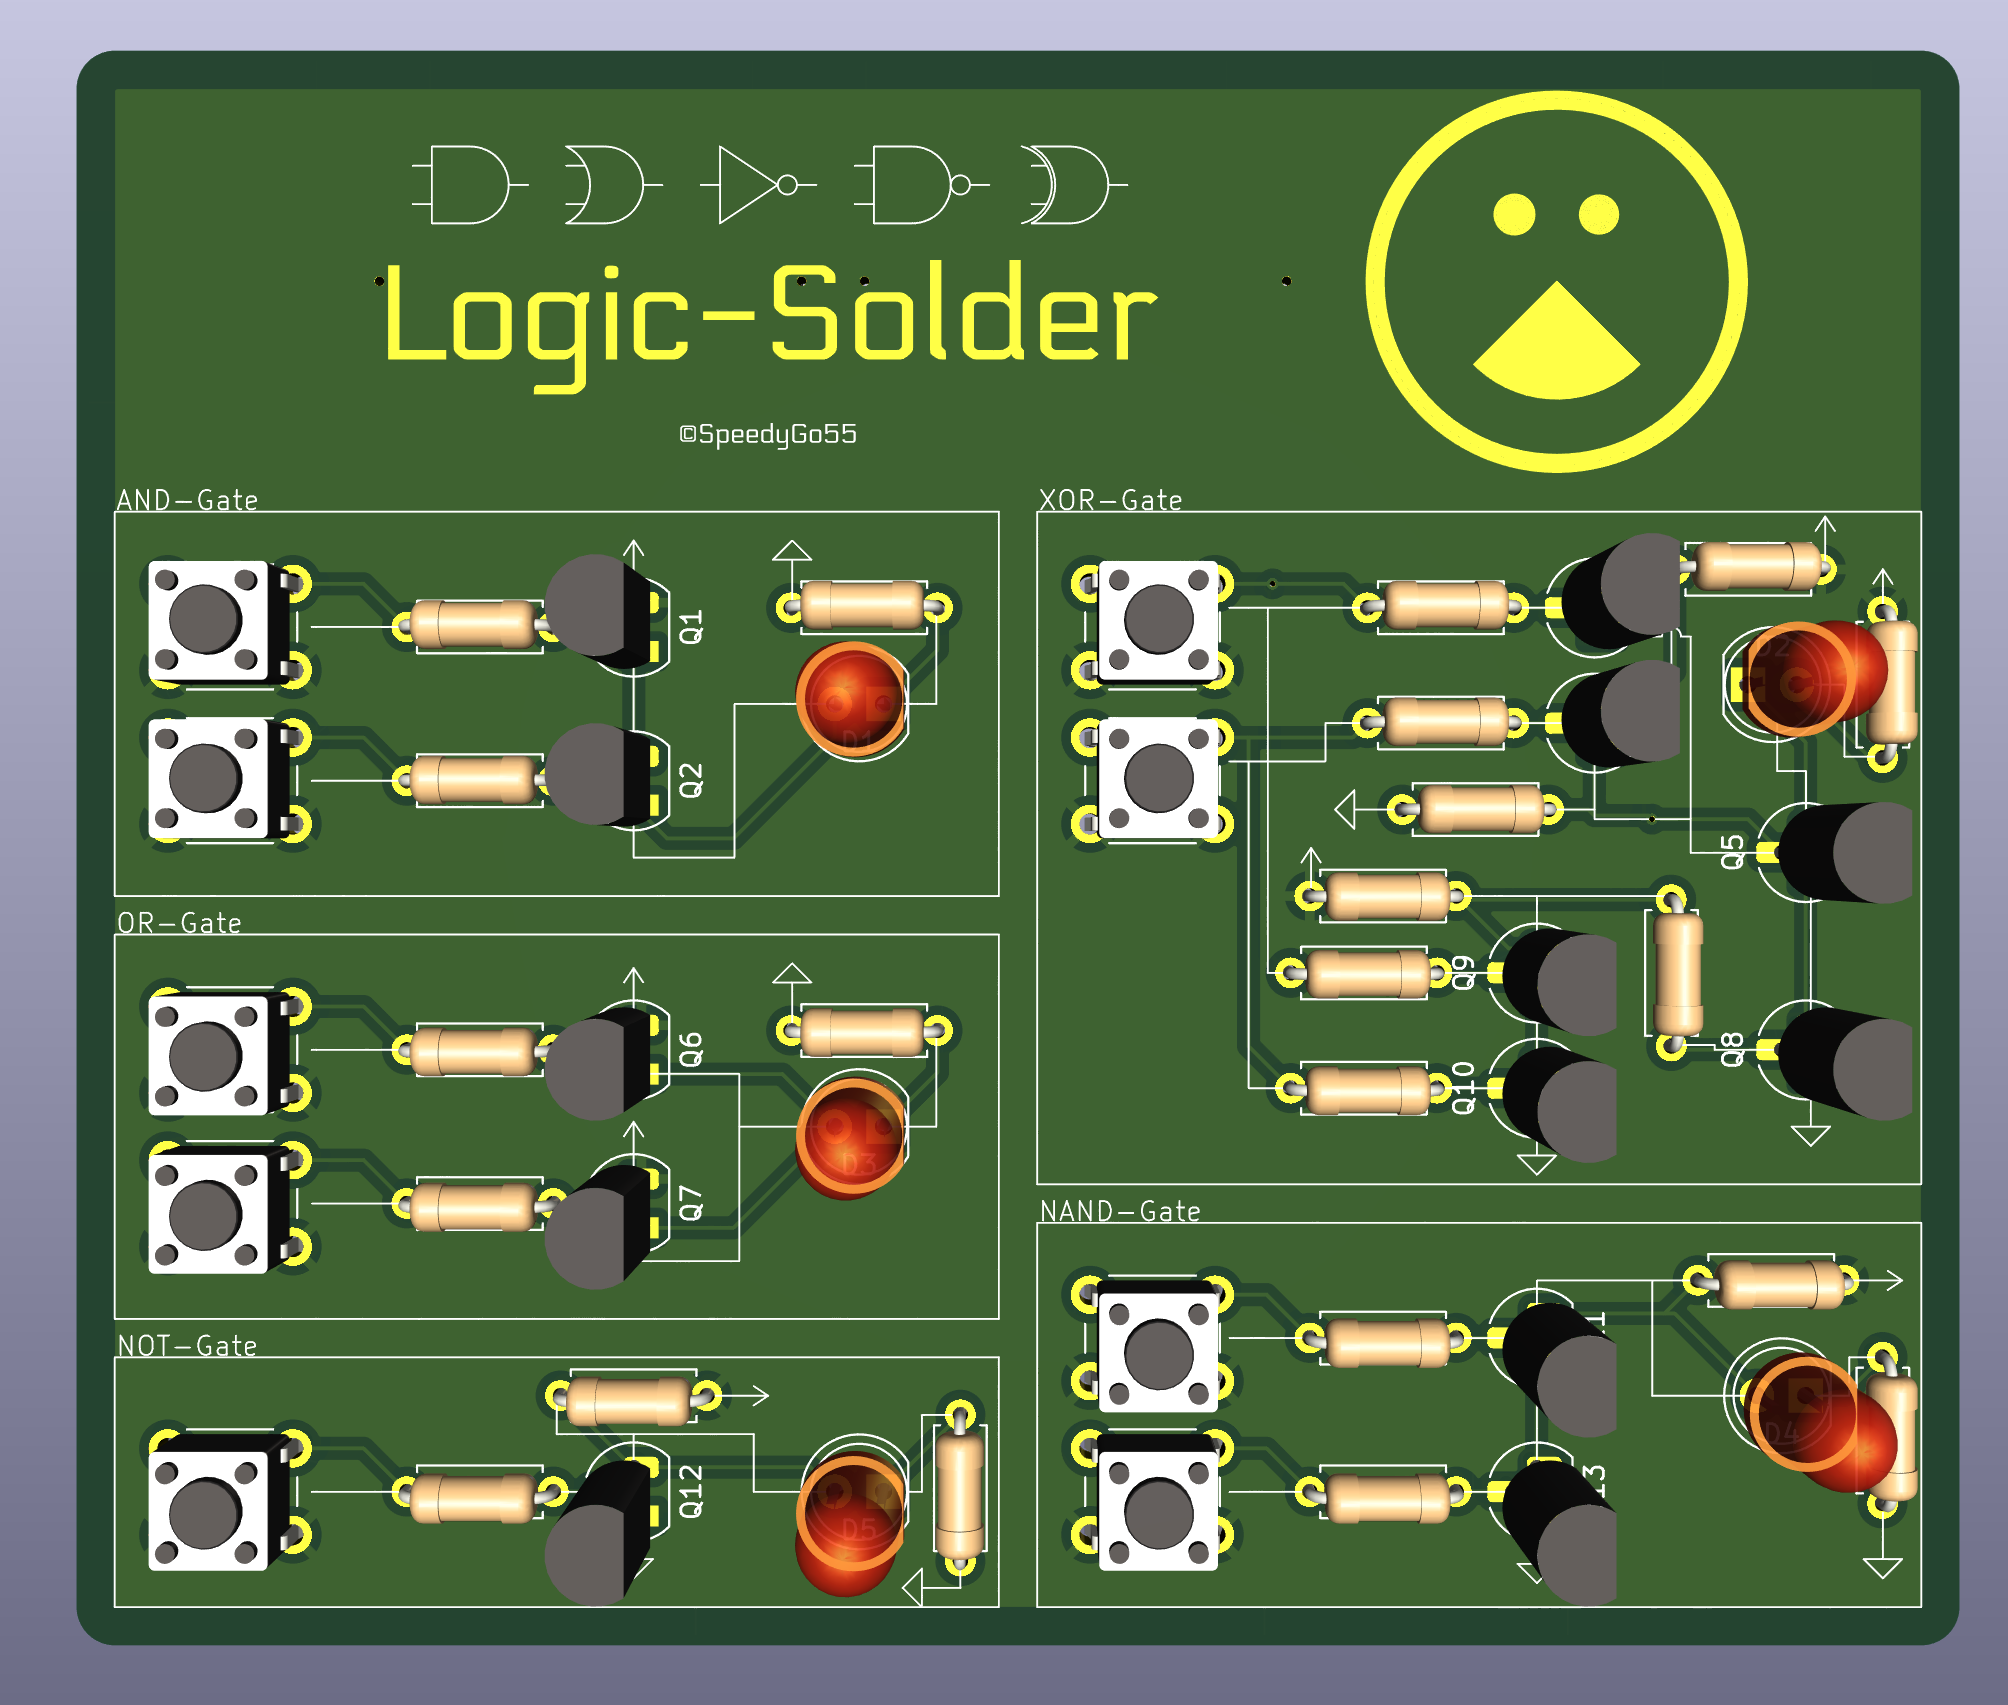 Logic-Solder
©SpeedyGo55
AND-Gate
Q1
Q2
D1
OR-Gate
Q6
Q7
D3
NOT-Gate
Q12
D5
XOR-Gate
D2
Q5
Q9
Q8
Q10
NAND-Gate
D4